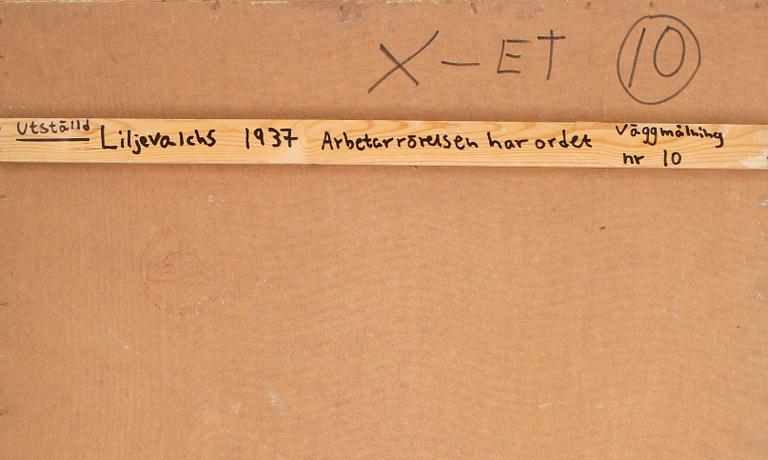 X-ET 10
Utställd Liljevalchs 1937 Arbetarrörelsen har ordet Väggmålning
nr 10